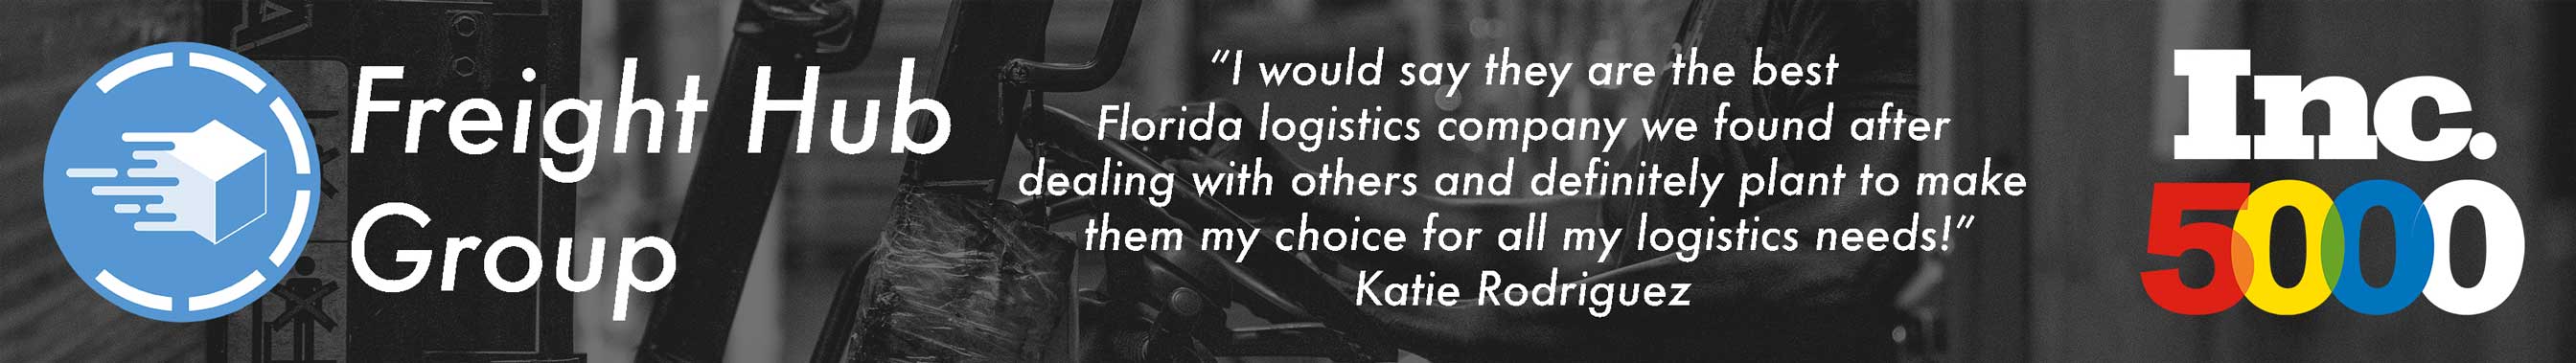 Freight Hub
Group
“I would say they are the best
Florida logistics company we found after
dealing with others and definitely plant to make
them my choice for all my logistics needs!”
Katie Rodriguez
Inc.
5000